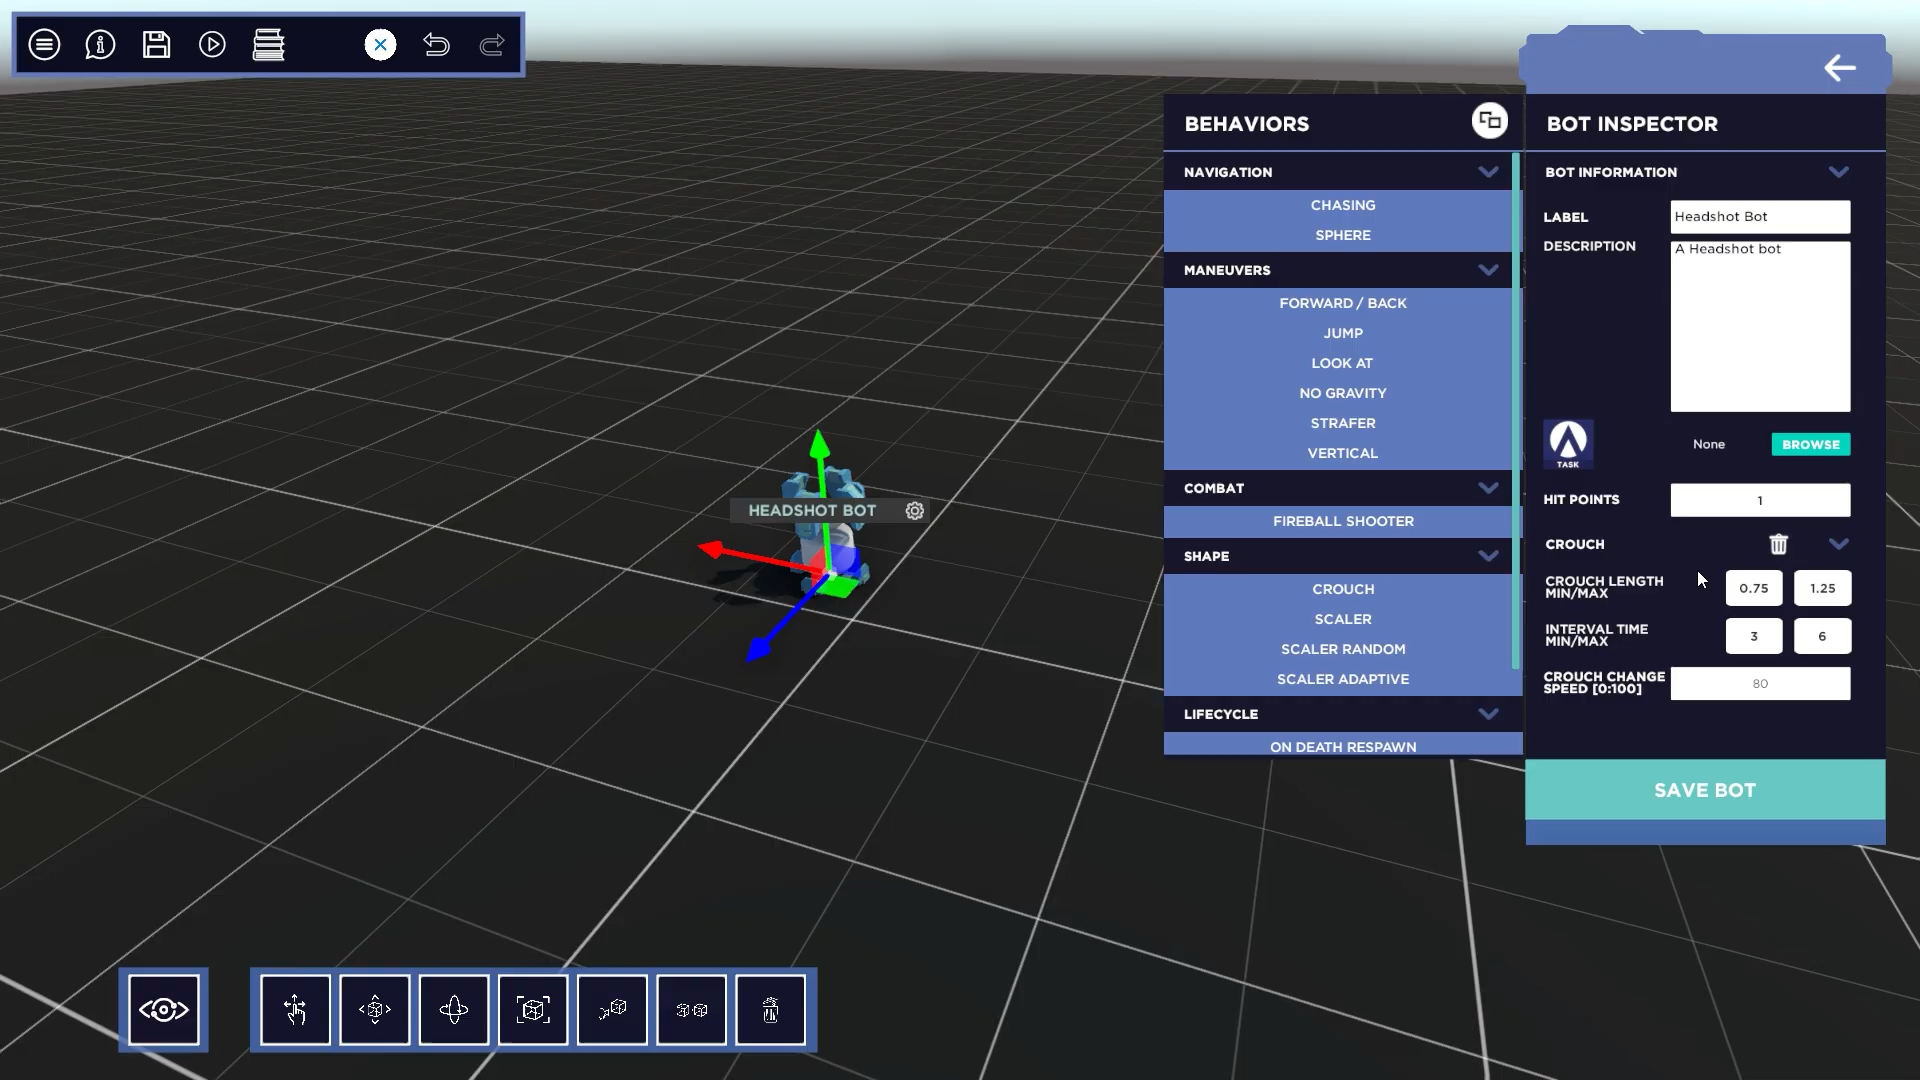 BEHAVIORS
NAVIGATION
CHASING
SPHERE
MANEUVERS
FORWARD / BACK
JUMP
LOOK AT
NO GRAVITY
STRAFER
VERTICAL
COMBAT
FIREBALL SHOOTER
SHAPE
CROUCH
SCALER
SCALER RANDOM
SCALER ADAPTIVE
LIFECYCLE
ON DEATH RESPAWN
BOT INSPECTOR
BOT INFORMATION
LABEL Headshot Bot
DESCRIPTION A Headshot bot
TASK None BROWSE
HIT POINTS 1
CROUCH
CROUCH LENGTH
MIN/MAX 0.75 1.25
INTERVAL TIME
MIN/MAX 3 6
CROUCH CHANGE
SPEED [0:100] 80
SAVE BOT
HEADSHOT BOT